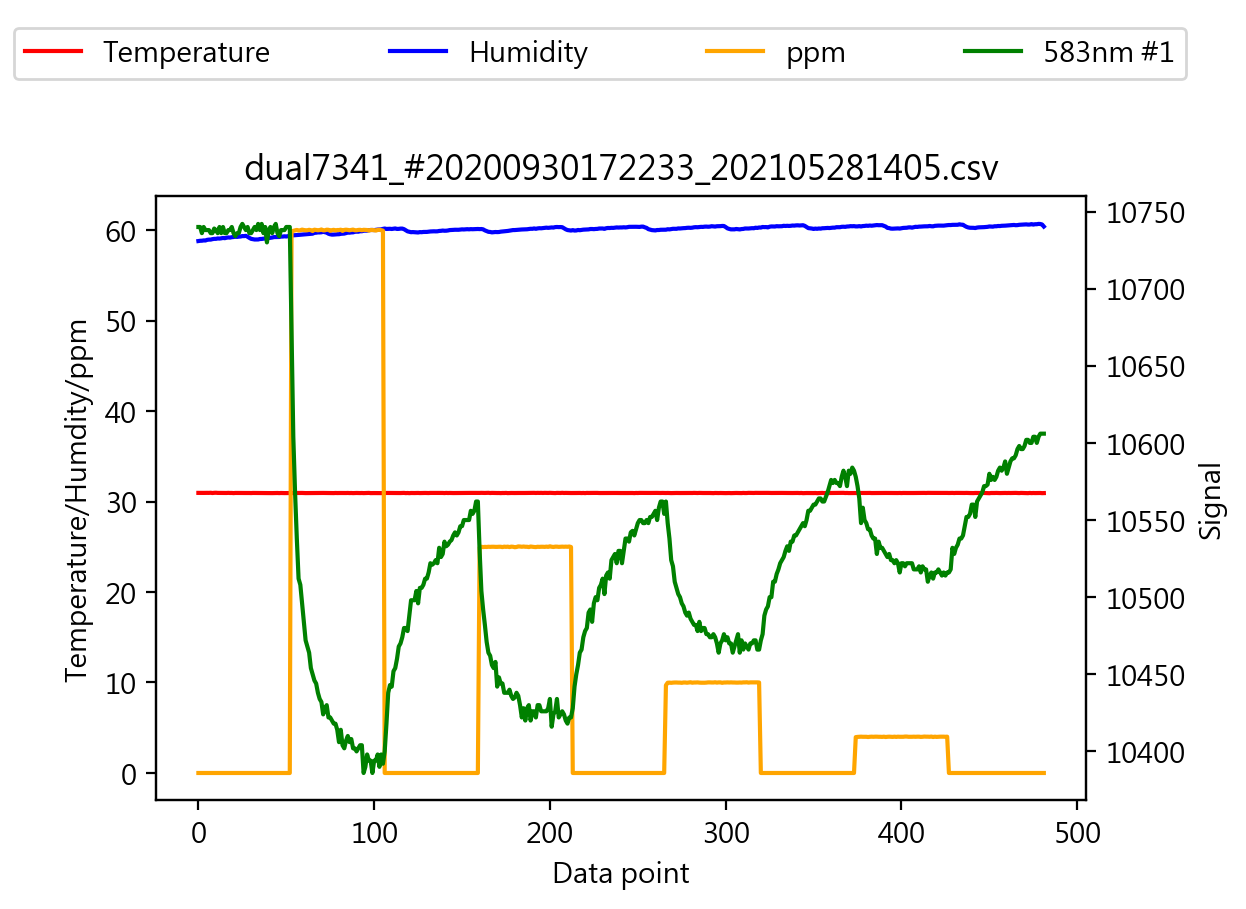 Temperature Humidity ppm 583nm #1
dual7341_#20200930172233_202105281405.csv
Temperature/Humdity/ppm
60
50
40
30
20
10
0
10750
10700
10650
10600
10550
10500
10450
10400
Signal
0 100 200 300 400 500
Data point